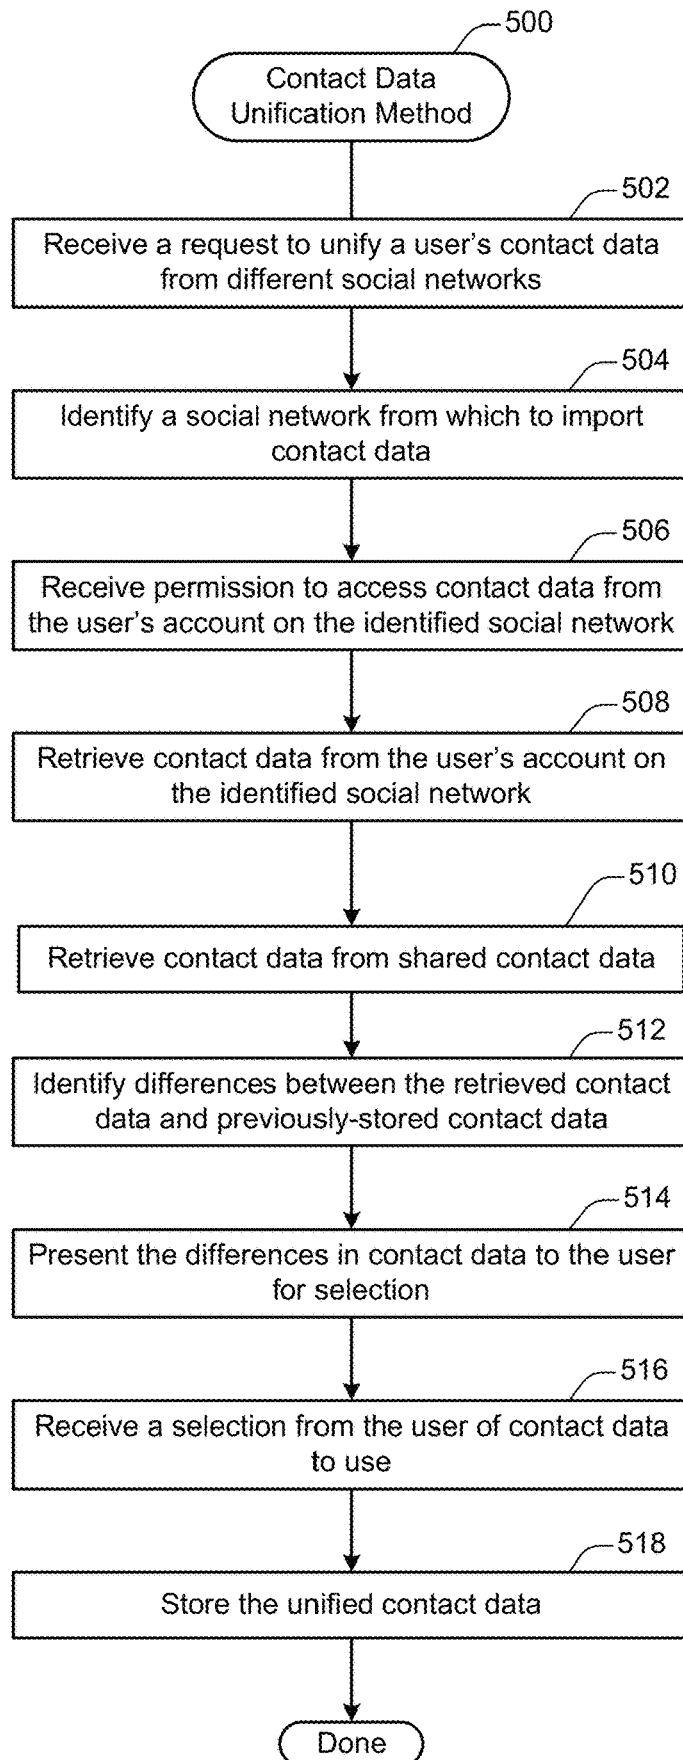 500
Contact Data
Unification Method
502
Receive a request to unify a user's contact data
from different social networks
504
Identify a social network from which to import
contact data
506
Receive permission to access contact data from
the user's account on the identified social network
508
Retrieve contact data from the user's account on
the identified social network
510
Retrieve contact data from shared contact data
512
Identify differences between the retrieved contact
data and previously-stored contact data
514
Present the differences in contact data to the user
for selection
516
Receive a selection from the user of contact data
to use
518
Store the unified contact data
Done